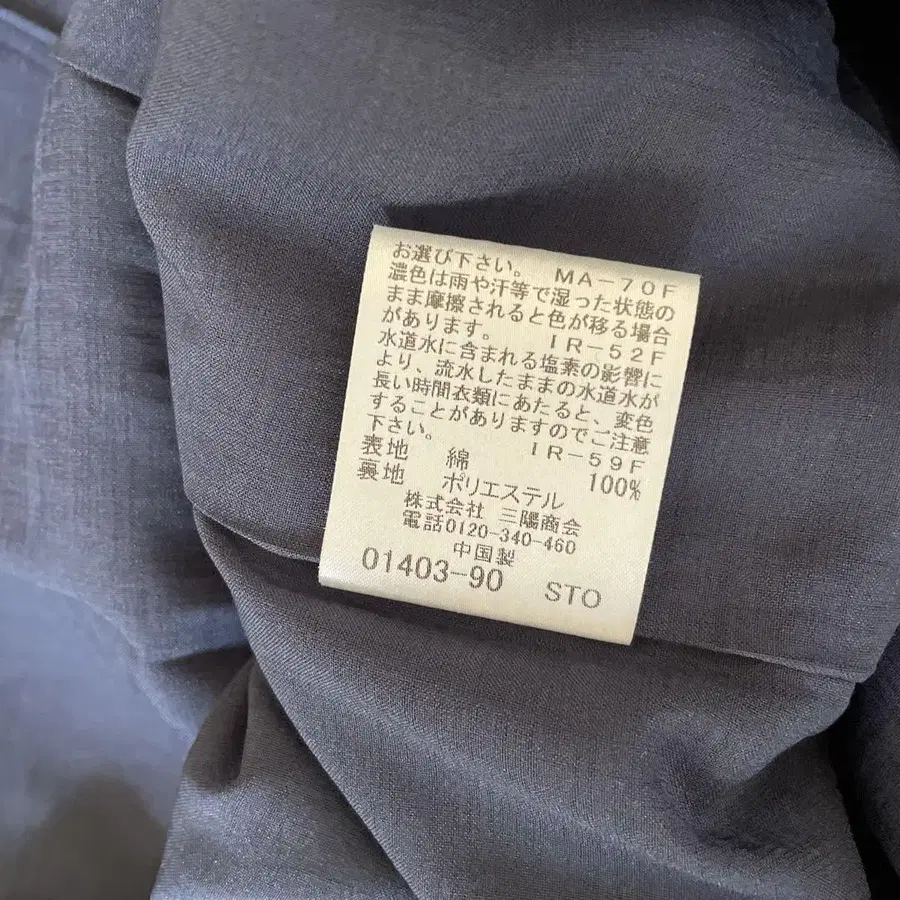 お選び下さい。 MA-70F
濃色は雨や汗等で湿った状態の
まま摩擦されると色が移る場合
があります。 IR-52F
水道水に含まれる塩素の影響に
より、流水したままの水道水が
長い時間衣類にあたると、変色
することがありますのでご注意
下さい。 IR-59F
表地 綿 100%
裏地 ポリエステル
株式会社 三陽商会
電話0120-340-460
中国製
01403-90 STO